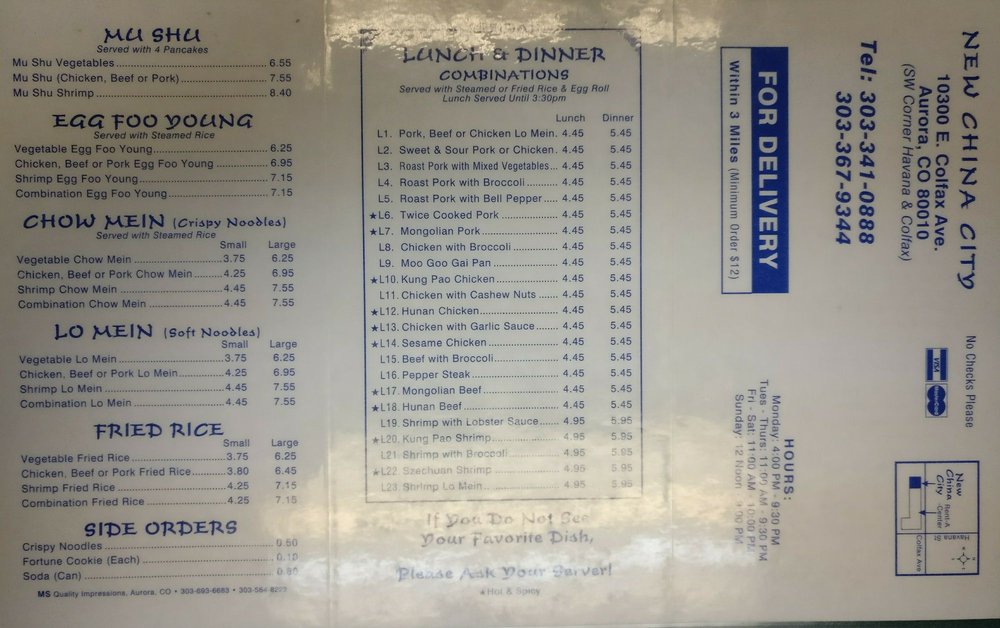 MU SHU
Served with 4 Pancakes
Mu Shu Vegetables 6.55
Mu Shu (Chicken, Beef or Pork) 7.55
Mu Shu Shrimp 8.40
EGG FOO YOUNG
Served with Steamed Rice
Vegetable Egg Foo Young 6.25
Chicken, Beef or Pork Egg Foo Young 6.95
Shrimp Egg Foo Young 7.15
Combination Egg Foo Young 7.15
CHOW MEIN (Crispy Noodles)
Served with Steamed Rice
Small Large
Vegetable Chow Mein 3.75 6.25
Chicken, Beef or Pork Chow Mein 4.25 6.95
Shrimp Chow Mein 4.45 7.55
Combination Chow Mein 4.45 7.55
LO MEIN (Soft Noodles)
Small Large
Vegetable Lo Mein 3.75 6.25
Chicken, Beef or Pork Lo Mein 4.25 6.95
Shrimp Lo Mein 4.45 7.55
Combination Lo Mein 4.45 7.55
FRIED RICE
Small Large
Vegetable Fried Rice 3.75 6.25
Chicken, Beef or Pork Fried Rice 3.80 6.45
Shrimp Fried Rice 4.25 7.15
Combination Fried Rice 4.25 7.15
SIDE ORDERS
Crispy Noodles 0.50
Fortune Cookie (Each) 0.10
Soda (Can) 0.80
MS Quality Impressions, Aurora, CO • 303-693-6683 •
LUNCH & DINNER
COMBINATIONS
Served with Steamed or Fried Rice & Egg Roll
Lunch Served Until 3:30pm
Lunch Dinner
L1. Pork, Beef or Chicken Lo Mein. 4.45 5.45
L2. Sweet & Sour Pork or Chicken. 4.45 5.45
L3. Roast Pork with Mixed Vegetables 4.45 5.45
L4. Roast Pork with Broccoli 4.45 5.45
L5. Roast Pork with Bell Pepper 4.45 5.45
★L6. Twice Cooked Pork 4.45 5.45
★L7. Mongolian Pork 4.45 5.45
L8. Chicken with Broccoli 4.45 5.45
L9. Moo Goo Gai Pan 4.45 5.45
★L10. Kung Pao Chicken 4.45 5.45
L11. Chicken with Cashew Nuts 4.45 5.45
★L12. Hunan Chicken 4.45 5.45
★L13. Chicken with Garlic Sauce 4.45 5.45
★L14. Sesame Chicken 4.45 5.45
L15. Beef with Broccoli 4.45 5.45
L16. Pepper Steak 4.45 5.45
★L17. Mongolian Beef 4.45 5.45
★L18. Hunan Beef 4.45 5.45
L19. Shrimp with Lobster Sauce 4.95 5.95
★L20. Kung Pao Shrimp 4.95 5.95
L21. Shrimp with Broccoli 4.95 5.95
★L22. Szechuan Shrimp 4.95 5.95
L23. Shrimp Lo Mein 4.95 5.95
If You Do Not See
Your Favorite Dish,
Please Ask Your Server!
★Hot & Spicy
NEW CHINA CITY
10300 E. Colfax Ave.
Aurora, CO 80010
(SW Corner Havana & Colfax)
Tel: 303-341-0888
303-367-9344
FOR DELIVERY
Within 3 Miles (Minimum Order $12)
No Checks Please
VISA
MasterCard
HOURS:
Monday: 4:00 PM - 9:30 PM
Tues - Thurs: 11:00 AM - 9:30 PM
Fri - Sat: 11:00 AM - 10:00 PM
Sunday: 12 Noon - 9:00 PM
New
China
City
Rent-A
-Center
Havana St
Colfax Ave